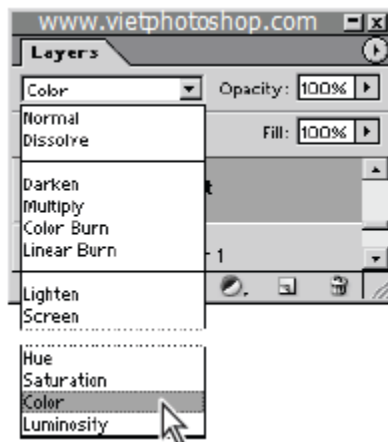 www.vietphotoshop.com
Layers
Color Opacity: 100%
Normal
Dissolve Fill: 100%
Darken
Multiply
Color Burn
Linear Burn
1
Lighten
Screen
Hue
Saturation
Color
Luminosity